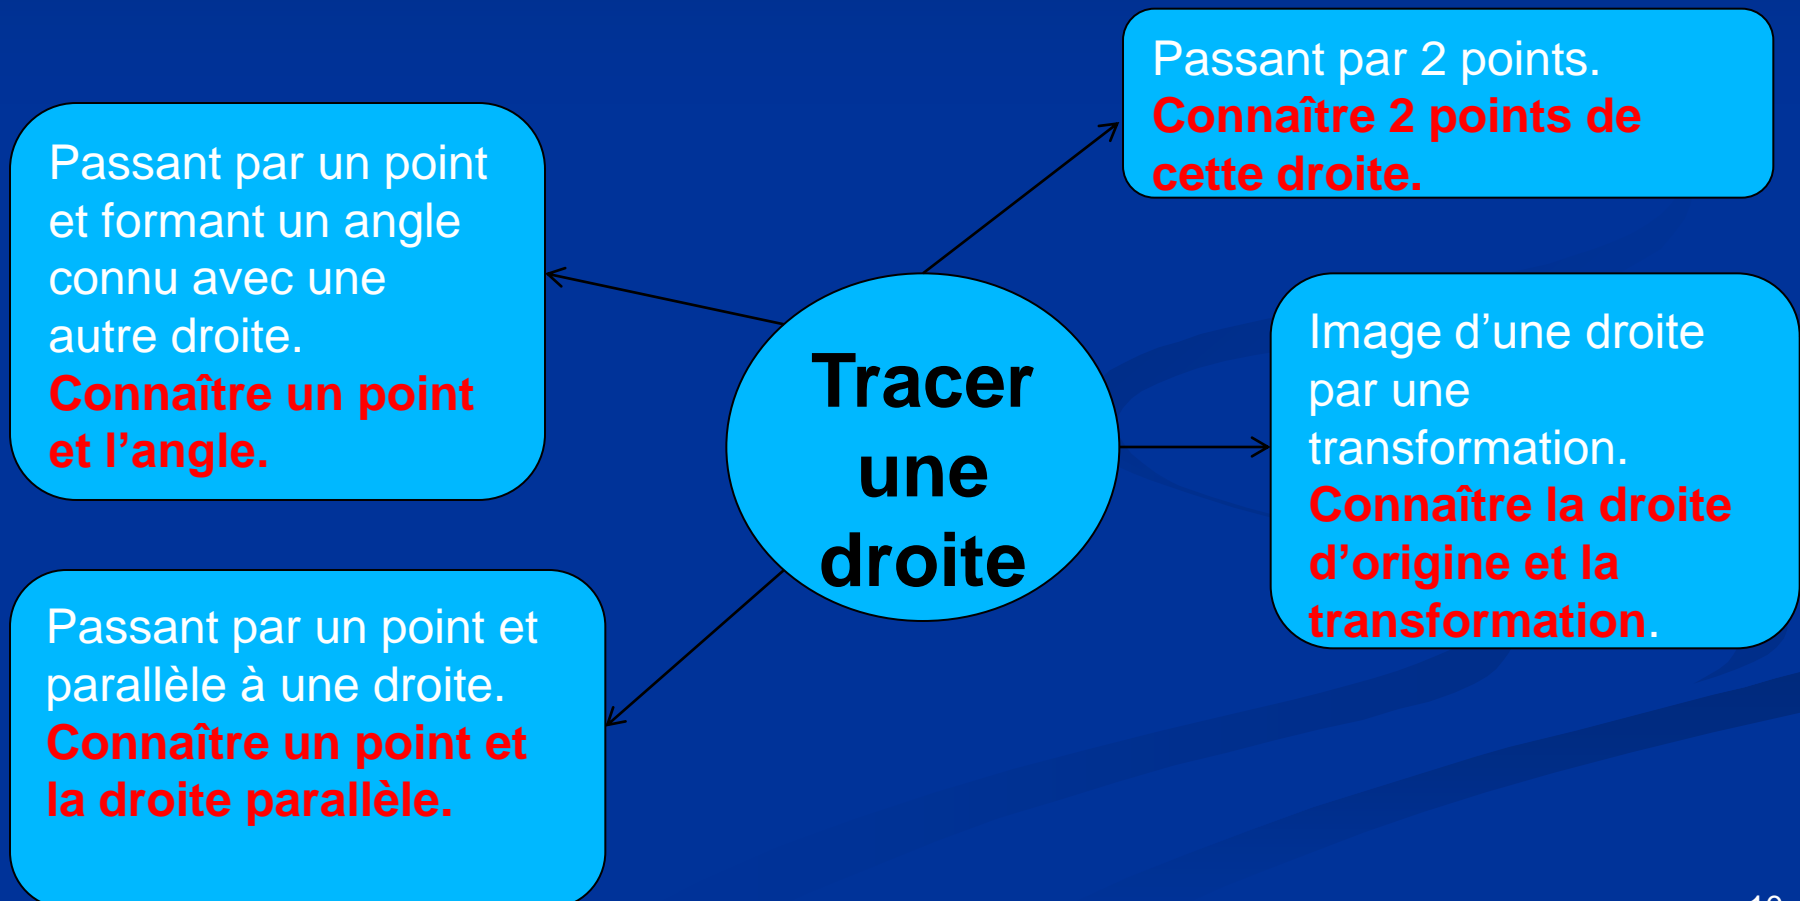 Passant par 2 points.
Connaître 2 points de
cette droite.
Passant par un point
et formant un angle
connu avec une
autre droite.
Connaître un point
et l’angle.
Tracer
une
droite
Image d’une droite
par une
transformation.
Connaître la droite
d’origine et la
transformation.
Passant par un point et
parallèle à une droite.
Connaître un point et
la droite parallèle.